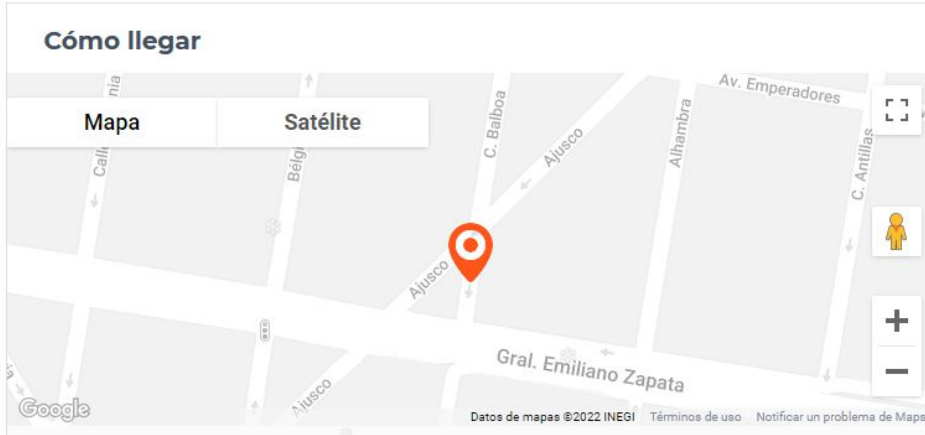 Cómo llegar
Mapa
Satélite
Av. Emperadores
C. Balboa
Ajusco
Alhambra
C. Antillas
Ajusco
Gral. Emiliano Zapata
Ajusco
Google
Datos de mapas ©2022 INEGI
Términos de uso
Notificar un problema de Maps